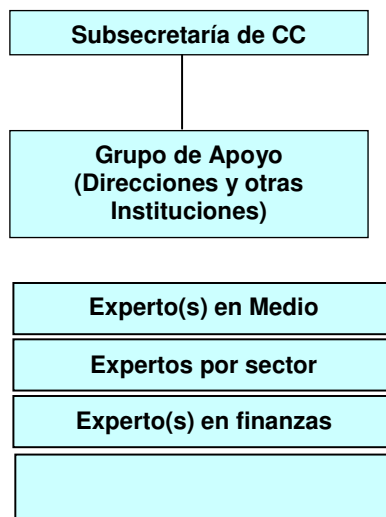 Subsecretaría de CC
Grupo de Apoyo
(Direcciones y otras
Instituciones)
Experto(s) en Medio
Expertos por sector
Experto(s) en finanzas